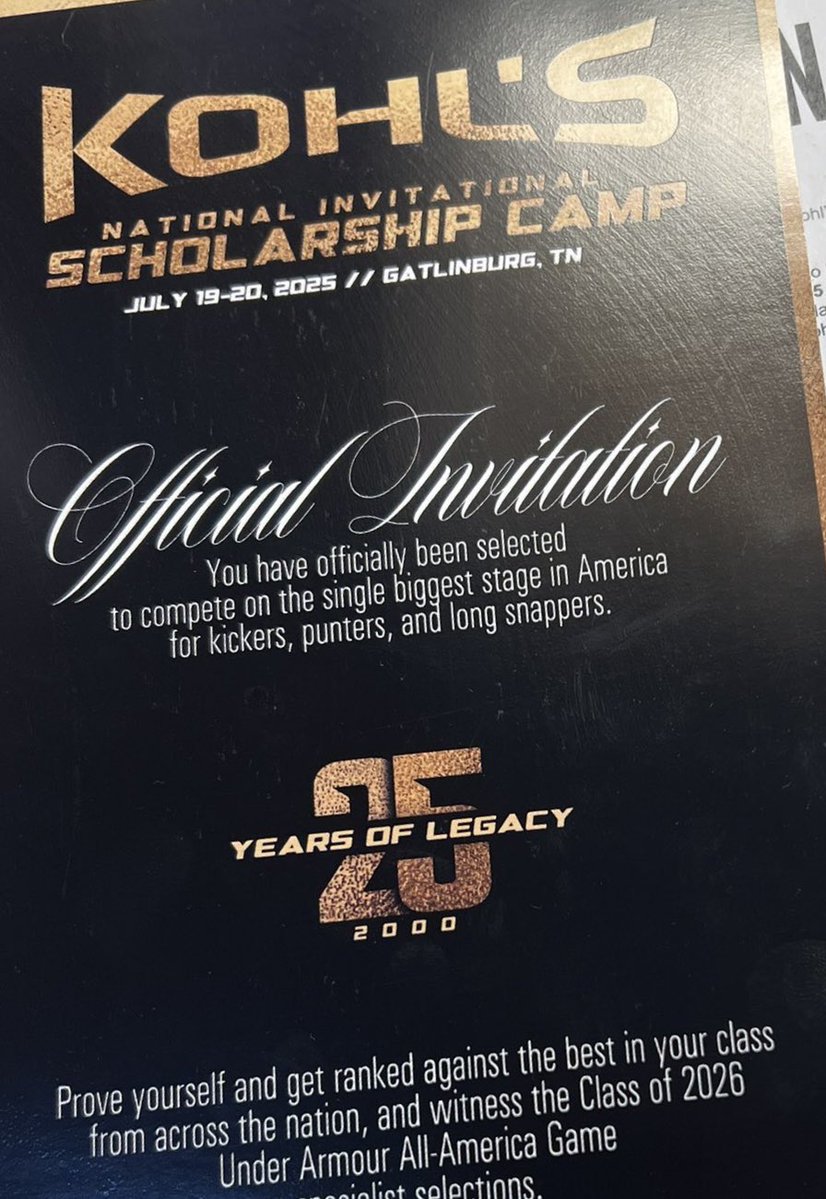 KOHL'S
NATIONAL INVITATIONAL
SCHOLARSHIP CAMP
JULY 19-20, 2025 // GATLINBURG, TN
Official Invitation
You have officially been selected
to compete on the single biggest stage in America
for kickers, punters, and long snappers.
25
YEARS OF LEGACY
2000
Prove yourself and get ranked against the best in your class
from across the nation, and witness the Class of 2026
Under Armour All-America Game
specialist selections.
N